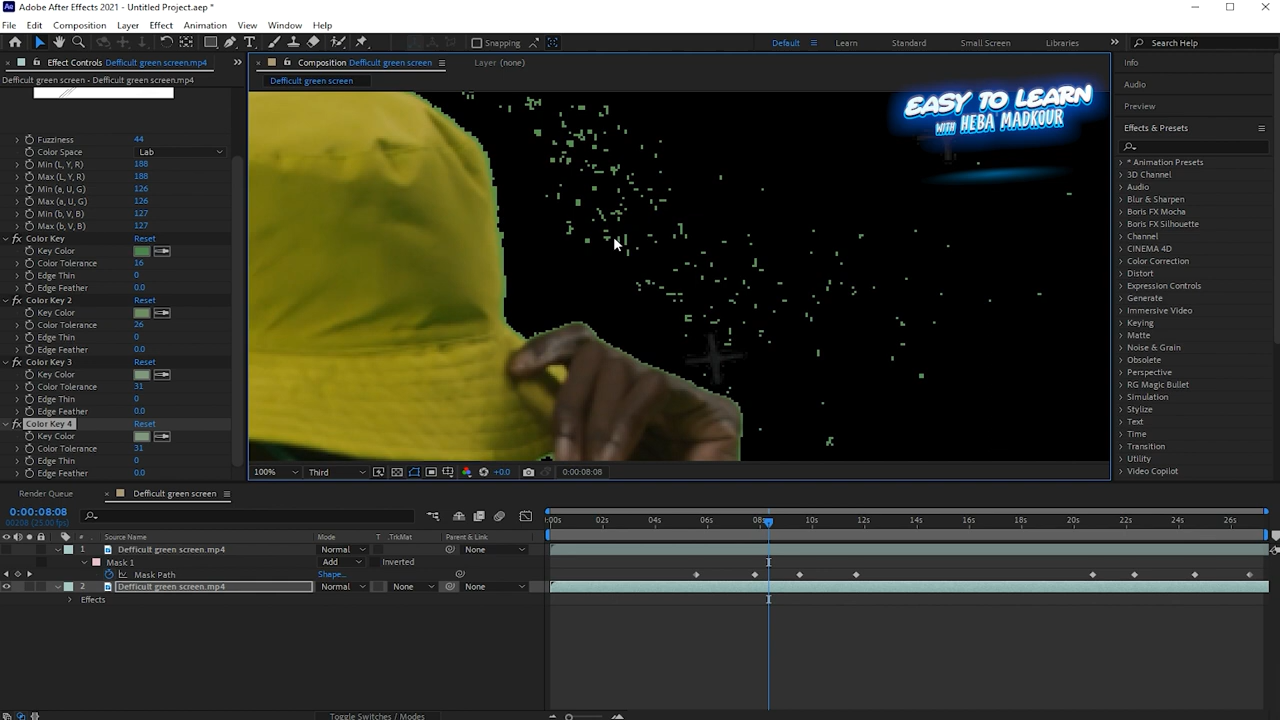 Adobe After Effects 2021 - Untitled Project.aep *
File Edit Composition Layer Effect Animation View Window Help
Snapping
Default Learn Standard Small Screen Libraries Search Help
Effect Controls Defficult green screen.mp4
Composition Defficult green screen
Layer (none)
Defficult green screen - Defficult green screen.mp4
Defficult green screen
Fuzziness 44
Color Space Lab
Min (L, Y, R) 188
Max (L, Y, R) 188
Min (a, U, G) 126
Max (a, U, G) 126
Min (b, V, B) 127
Max (b, V, B) 127
fx Color Key Reset
Key Color
Color Tolerance 16
Edge Thin 0
Edge Feather 0.0
fx Color Key 2 Reset
Key Color
Color Tolerance 26
Edge Thin 0
Edge Feather 0.0
fx Color Key 3 Reset
Key Color
Color Tolerance 31
Edge Thin 0
Edge Feather 0.0
fx Color Key 4 Reset
Key Color
Color Tolerance 31
Edge Thin 0
Edge Feather 0.0
EASY TO LEARN
WITH HEBA MADKOUR
100% Third +0.0 0:00:08:08
Info
Audio
Preview
Effects & Presets
* Animation Presets
3D Channel
Audio
Blur & Sharpen
Boris FX Mocha
Boris FX Silhouette
Channel
CINEMA 4D
Color Correction
Distort
Expression Controls
Generate
Immersive Video
Keying
Matte
Noise & Grain
Obsolete
Perspective
RG Magic Bullet
Simulation
Stylize
Text
Time
Transition
Utility
Video Copilot
Render Queue
Defficult green screen
0:00:08:08
00208 (25.00 fps)
:00s 02s 04s 06s 08s 10s 12s 14s 16s 18s 20s 22s 24s 26s
# Source Name Mode T .TrkMat Parent & Link
1 Defficult green screen.mp4 Normal None
Mask 1 Add Inverted
Mask Path Shape...
2 Defficult green screen.mp4 Normal None None
Effects
Toggle Switches / Modes